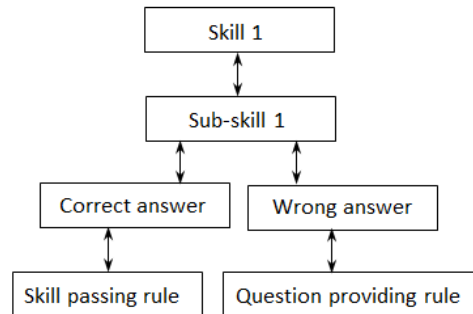 Skill 1
Sub-skill 1
Correct answer
Wrong answer
Skill passing rule
Question providing rule